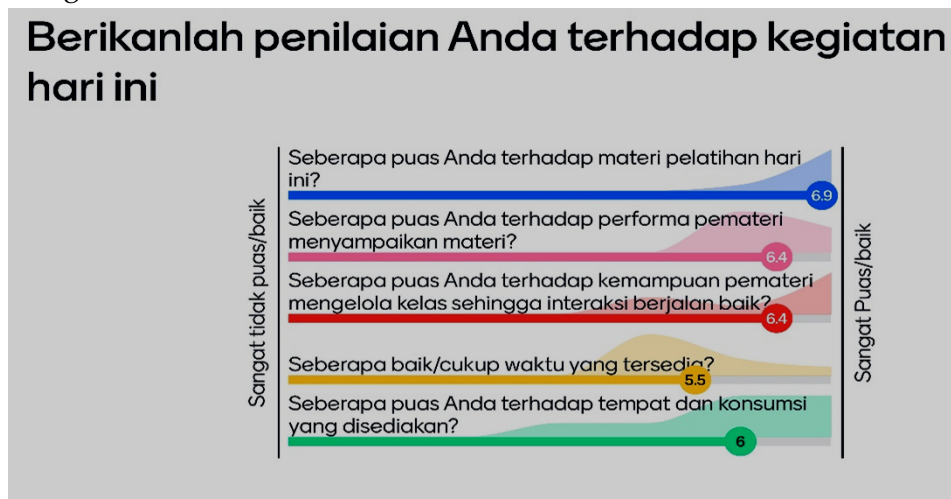 Berikanlah penilaian Anda terhadap kegiatan
hari ini
Sangat tidak puas/baik
Seberapa puas Anda terhadap materi pelatihan hari
ini?
6.9
Seberapa puas Anda terhadap performa pemateri
menyampaikan materi?
6.4
Seberapa puas Anda terhadap kemampuan pemateri
mengelola kelas sehingga interaksi berjalan baik?
6.4
Seberapa baik/cukup waktu yang tersedia?
5.5
Seberapa puas Anda terhadap tempat dan konsumsi
yang disediakan?
6
Sangat Puas/baik